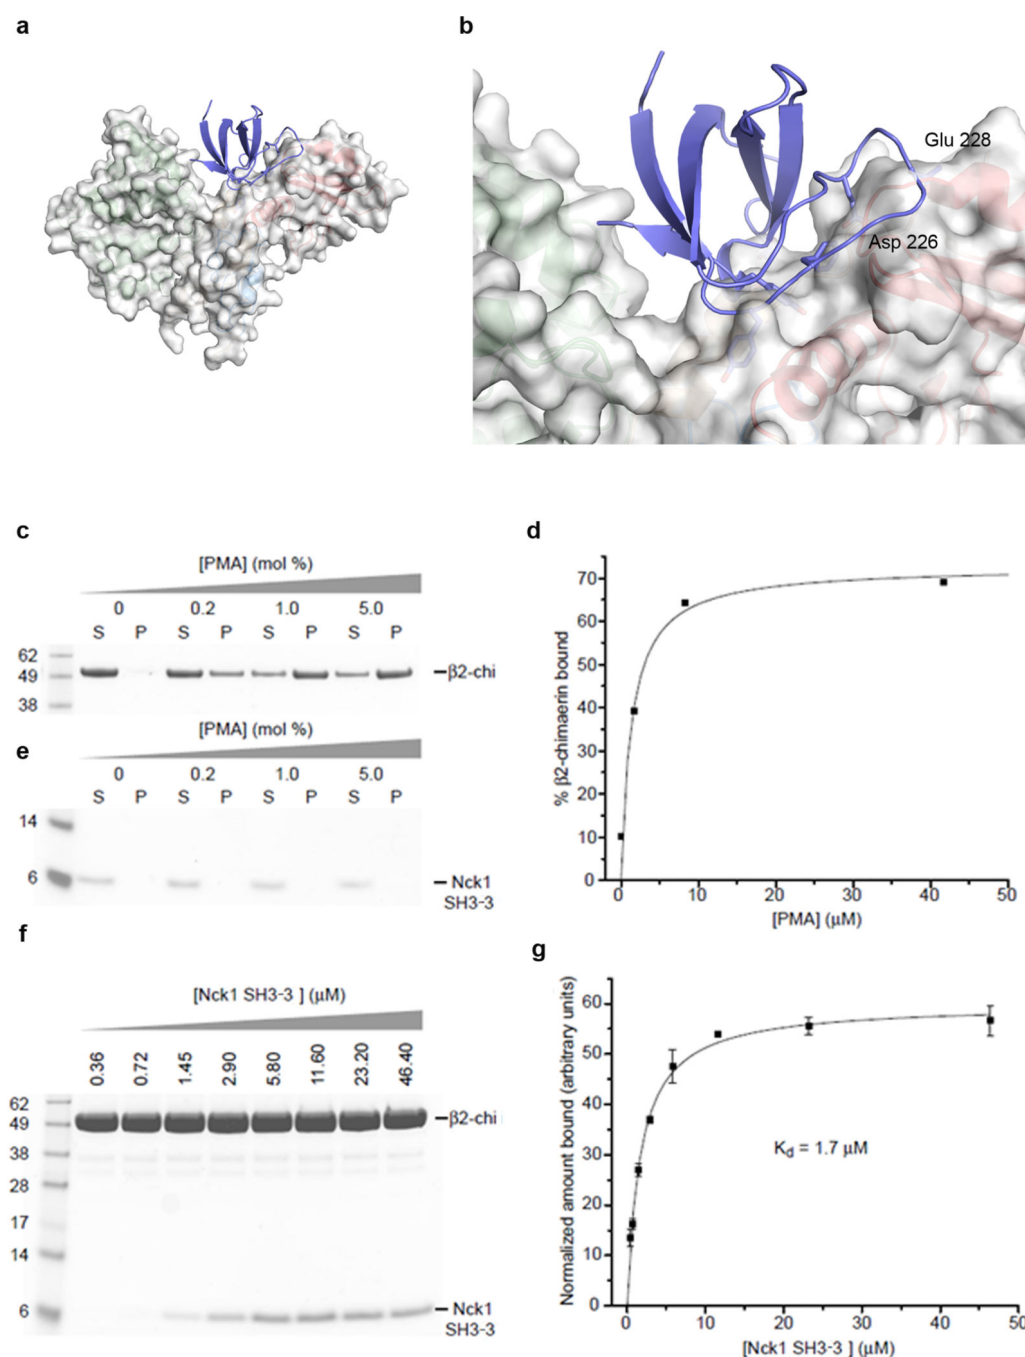 a
b
Glu 228
Asp 226
c
[PMA] (mol %)
0 0.2 1.0 5.0
S P S P S P S P
62
49
38
β2-chi
d
70
60
50
40
30
20
10
0
% β2-chimaerin bound
0 10 20 30 40 50
[PMA] (μM)
e
[PMA] (mol %)
0 0.2 1.0 5.0
S P S P S P S P
14
6
Nck1
SH3-3
f
[Nck1 SH3-3 ] (μM)
0.36 0.72 1.45 2.90 5.80 11.60 23.20 46.40
62
49
38
28
17
14
6
β2-chi
Nck1
SH3-3
g
Normalized amount bound (arbitrary units)
60
50
40
30
20
10
0
Kd = 1.7 μM
0 10 20 30 40 50
[Nck1 SH3-3 ] (μM)